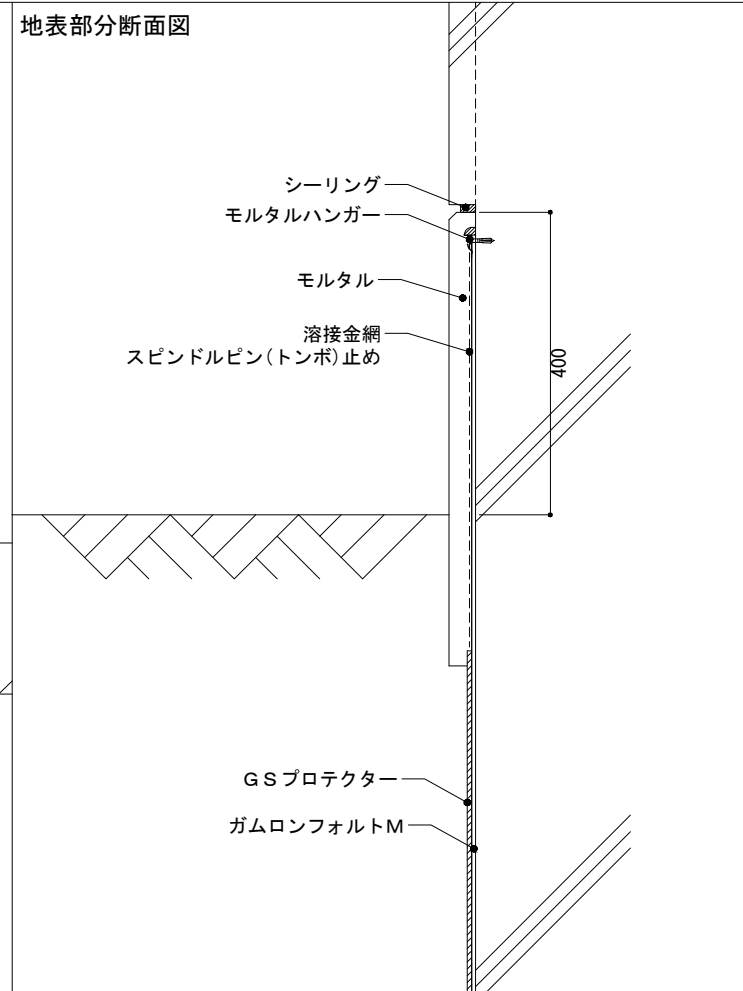 地表部分断面図
シーリング
モルタルハンガー
モルタル
溶接金網
スピンドルピン(トンボ)止め
400
GSプロテクター
ガムロンフォルトM